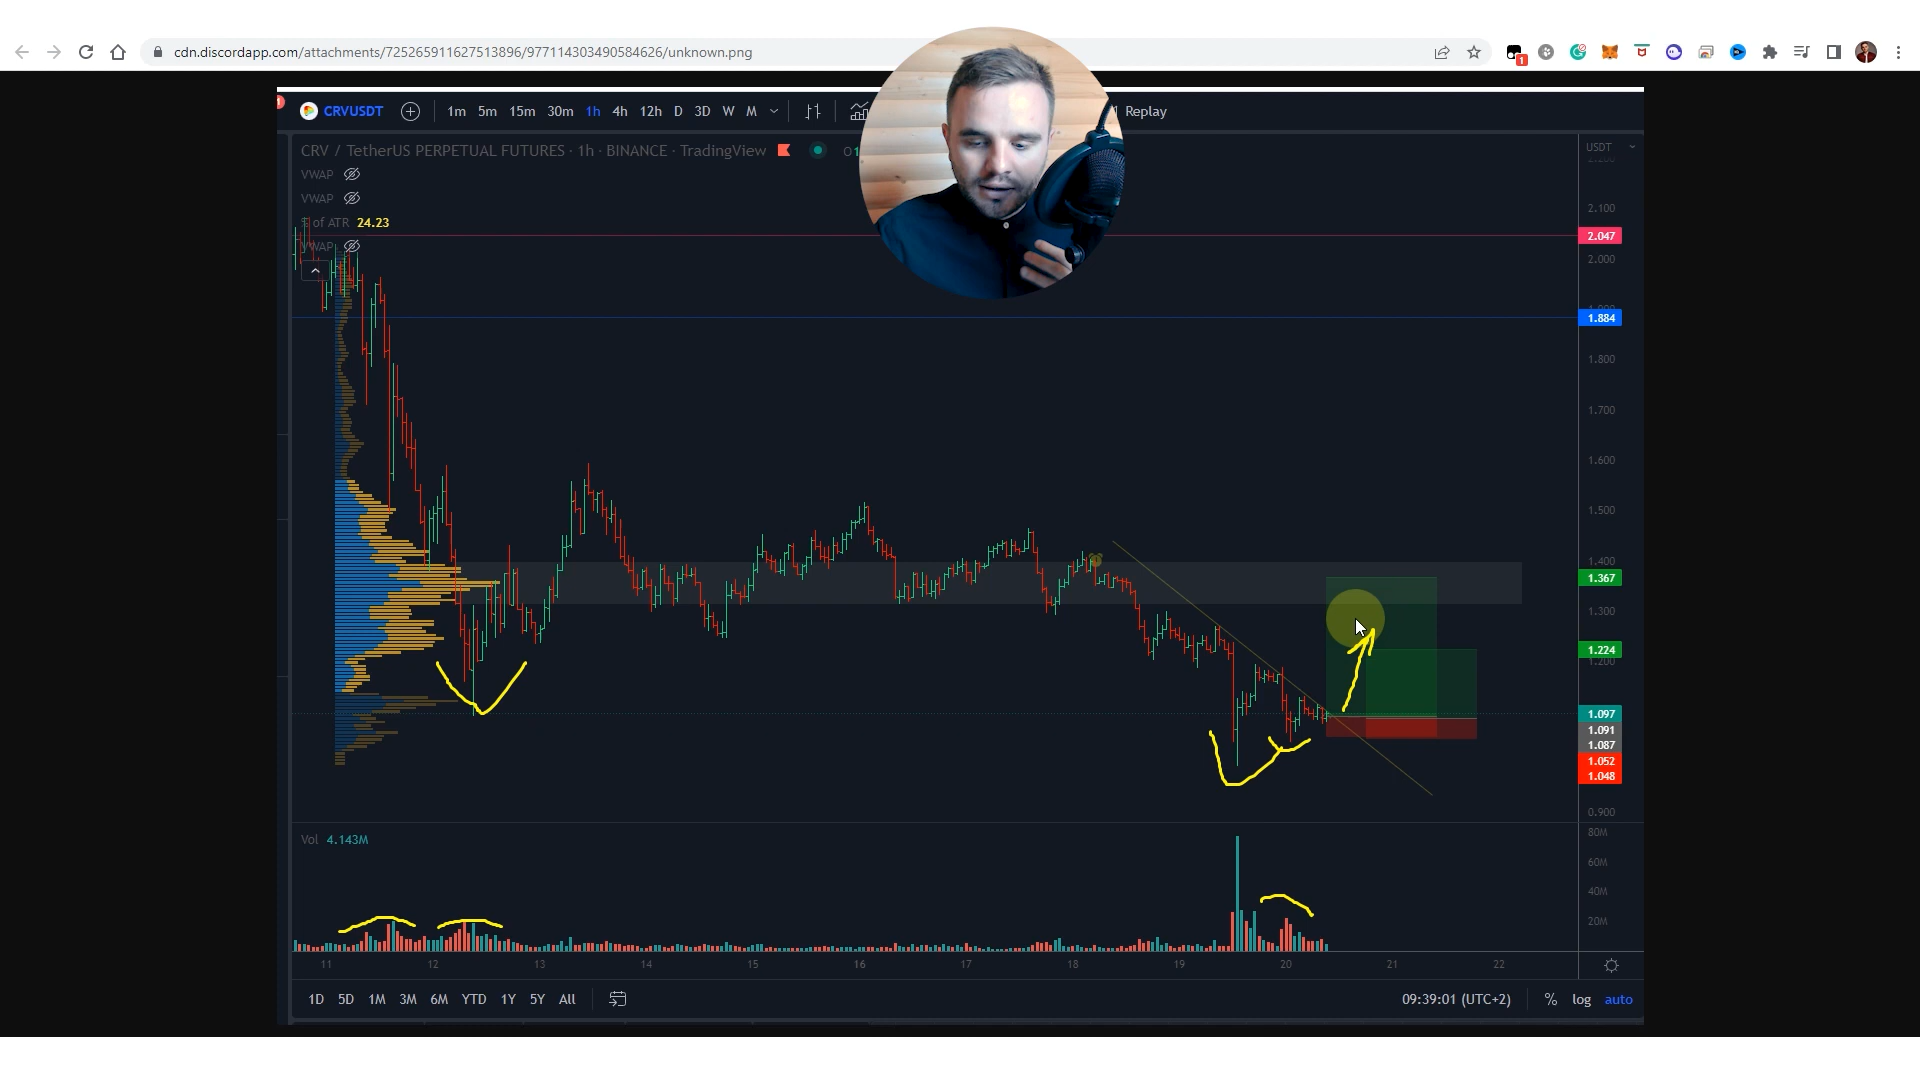 cdn.discordapp.com/attachments/725265911627513896/977114303490584626/unknown.png
1
CRVUSDT 1m 5m 15m 30m 1h 4h 12h D 3D W M Replay
CRV / TetherUS PERPETUAL FUTURES · 1h · BINANCE · TradingView O1
USDT
VWAP
VWAP
% of ATR 24.23
VWAP
2.100
2.047
2.000
1.884
1.800
1.700
1.600
1.500
1.400
1.367
1.300
1.224
1.200
1.097
1.091
1.087
1.052
1.048
0.900
Vol 4.143M
80M
60M
40M
20M
11 12 13 14 15 16 17 18 19 20 21 22
1D 5D 1M 3M 6M YTD 1Y 5Y All
09:39:01 (UTC+2) % log auto